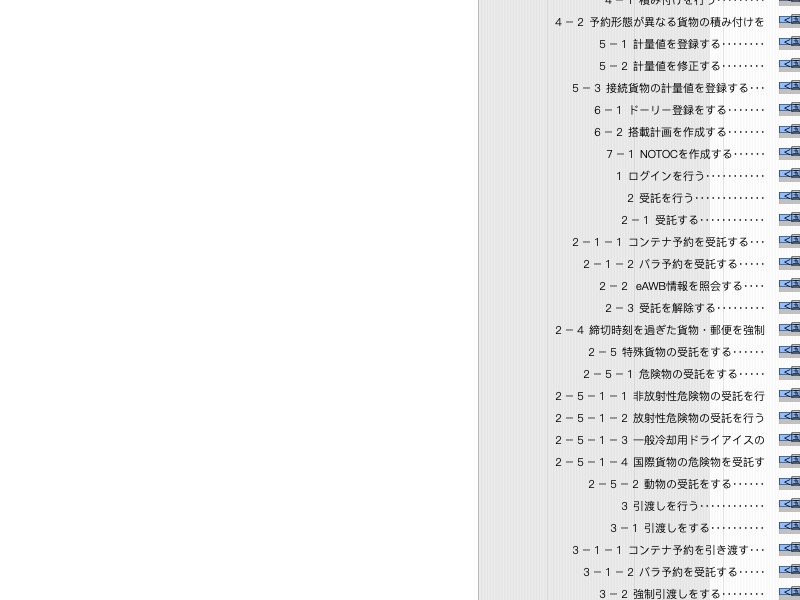 4－1 積み付けを行う‥‥‥‥
4－2 予約形態が異なる貨物の積み付けを
5－1 計量値を登録する････････
5－2 計量値を修正する････････
5－3 接続貨物の計量値を登録する･･･
6－1 ドーリー登録をする･･･････
6－2 搭載計画を作成する･･･････
7－1 NOTOCを作成する･･････
1 ログインを行う･･･････････
2 受託を行う･････････････
2－1 受託する･･･････････
2－1－1 コンテナ予約を受託する･･･
2－1－2 バラ予約を受託する･････
2－2 eAWB情報を照会する････
2－3 受託を解除する･････････
2－4 締切時刻を過ぎた貨物・郵便を強制
2－5 特殊貨物の受託をする･･････
2－5－1 危険物の受託をする･････
2－5－1－1 非放射性危険物の受託を行
2－5－1－2 放射性危険物の受託を行う
2－5－1－3 一般冷却用ドライアイスの
2－5－1－4 国際貨物の危険物を受託す
2－5－2 動物の受託をする･･････
3 引渡しを行う････････････
3－1 引渡しをする･･････････
3－1－1 コンテナ予約を引き渡す･･･
3－1－2 バラ予約を受託する･････
3－2 強制引渡しをする････････